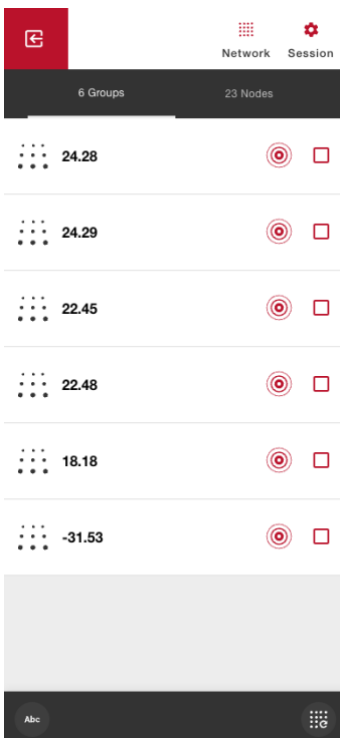 Network Session
6 Groups 23 Nodes
24.28
24.29
22.45
22.48
18.18
-31.53
Abc